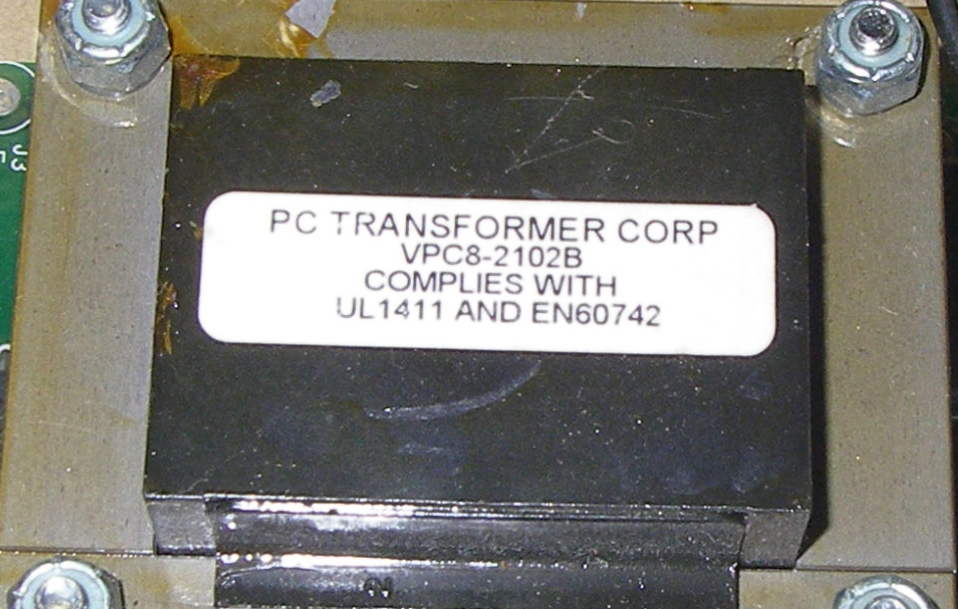 PC TRANSFORMER CORP
VPC8-2102B
COMPLIES WITH
UL1411 AND EN60742